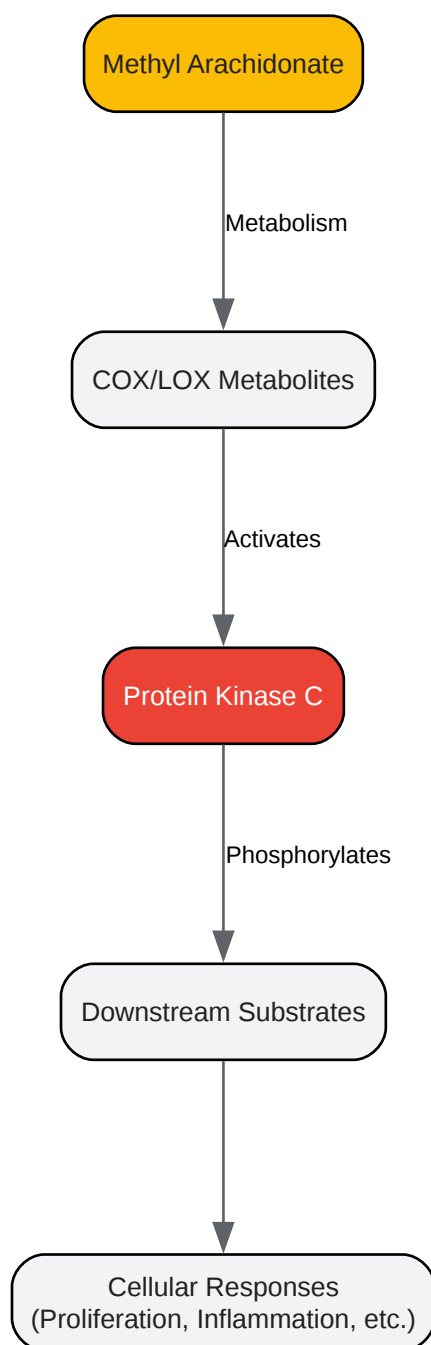 Methyl Arachidonate
Metabolism
COX/LOX Metabolites
Activates
Protein Kinase C
Phosphorylates
Downstream Substrates
Cellular Responses
(Proliferation, Inflammation, etc.)